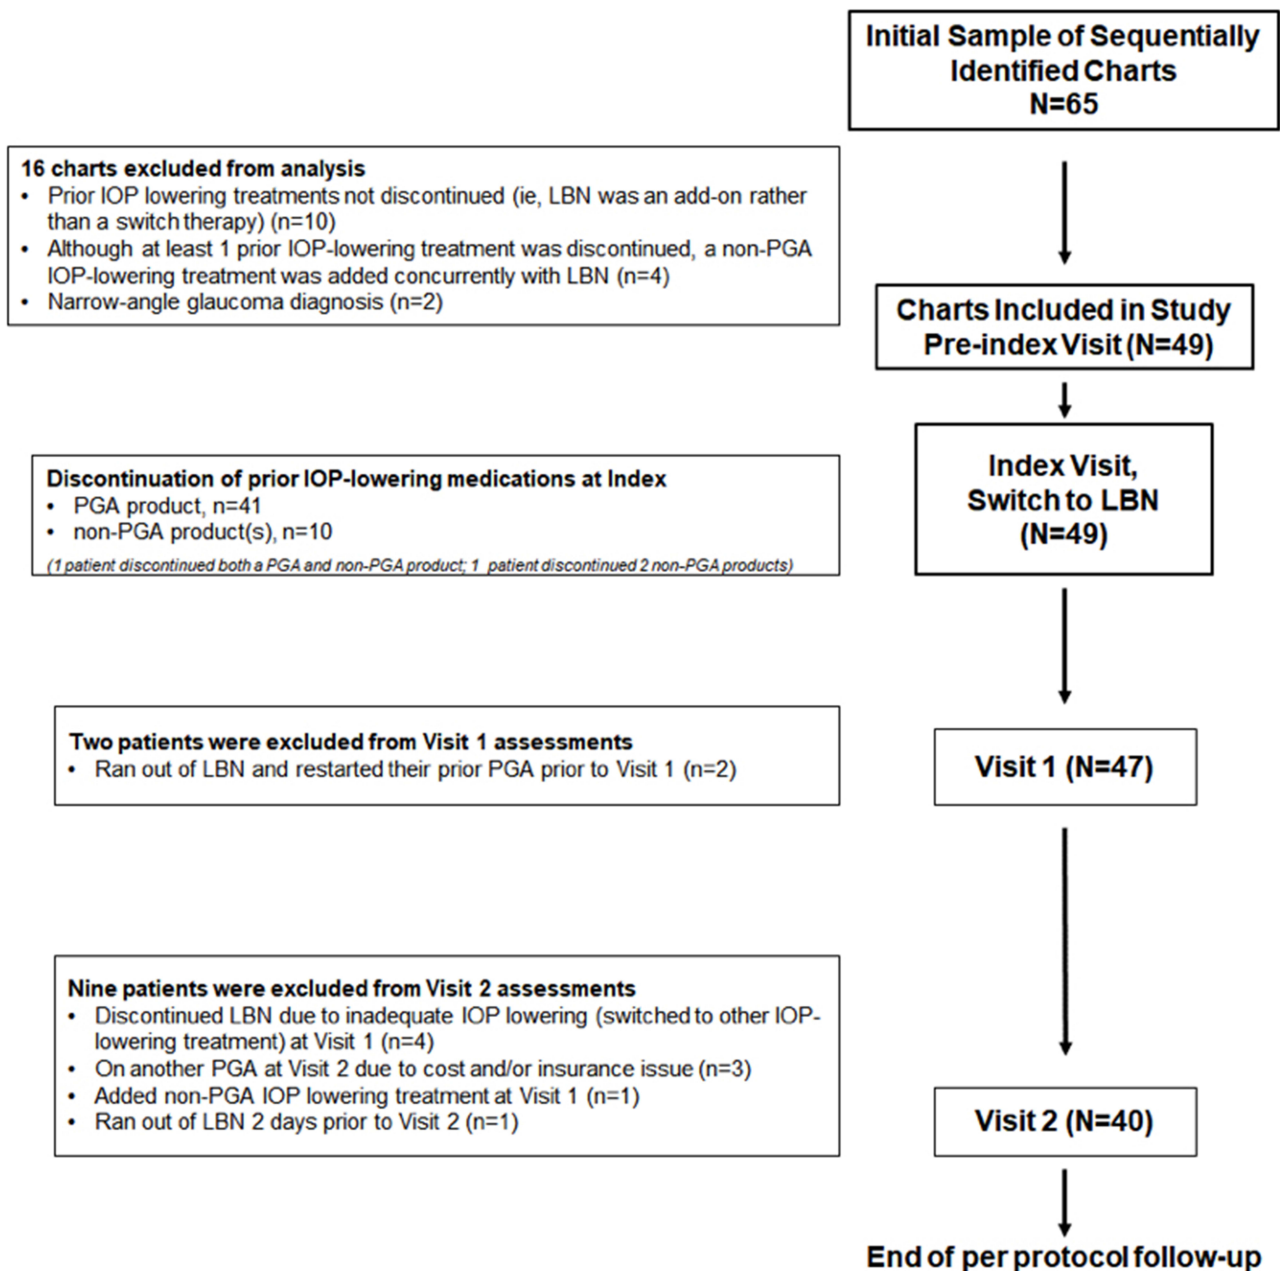 Initial Sample of Sequentially
Identified Charts
N=65
16 charts excluded from analysis
• Prior IOP lowering treatments not discontinued (ie, LBN was an add-on rather
than a switch therapy) (n=10)
• Although at least 1 prior IOP-lowering treatment was discontinued, a non-PGA
IOP-lowering treatment was added concurrently with LBN (n=4)
• Narrow-angle glaucoma diagnosis (n=2)
Charts Included in Study
Pre-index Visit (N=49)
Index Visit,
Switch to LBN
(N=49)
Discontinuation of prior IOP-lowering medications at Index
• PGA product, n=41
• non-PGA product(s), n=10
(1 patient discontinued both a PGA and non-PGA product; 1 patient discontinued 2 non-PGA products)
Two patients were excluded from Visit 1 assessments
• Ran out of LBN and restarted their prior PGA prior to Visit 1 (n=2)
Visit 1 (N=47)
Nine patients were excluded from Visit 2 assessments
• Discontinued LBN due to inadequate IOP lowering (switched to other IOP-
lowering treatment) at Visit 1 (n=4)
• On another PGA at Visit 2 due to cost and/or insurance issue (n=3)
• Added non-PGA IOP lowering treatment at Visit 1 (n=1)
• Ran out of LBN 2 days prior to Visit 2 (n=1)
Visit 2 (N=40)
End of per protocol follow-up